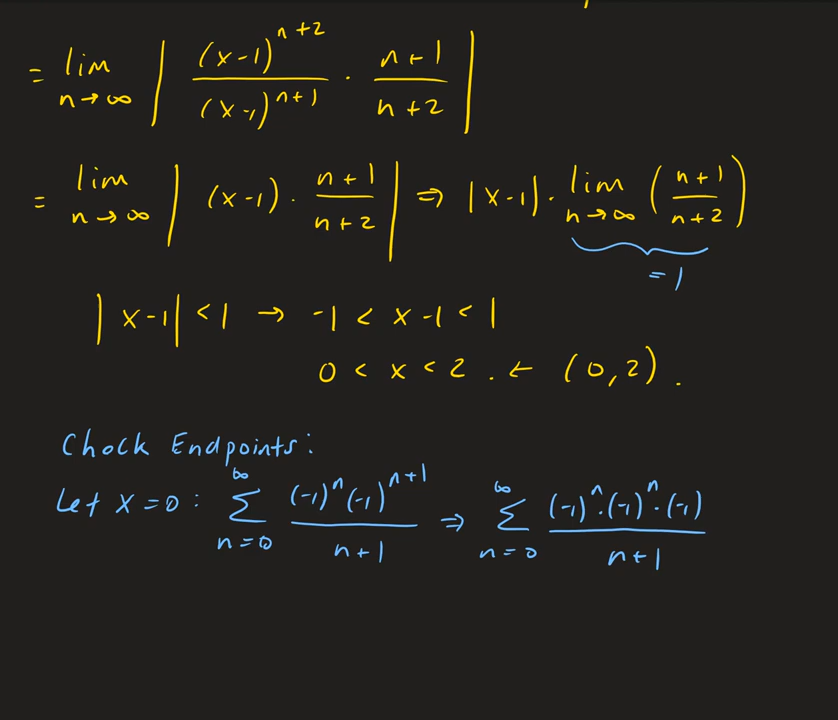 = lim n→∞ | (x-1)^{n+2} / (x-1)^{n+1} · (n+1)/(n+2) |
= lim n→∞ | (x-1) · (n+1)/(n+2) | ⇒ |x-1| · lim n→∞ ( (n+1)/(n+2) )
= 1
|x-1| < 1 → -1 < x-1 < 1
0 < x < 2 . ← (0,2) .
Chock Endpoints:
Let x=0: ∑_{n=0}^{∞} (-1)^n (-1)^{n+1} / (n+1) ⇒ ∑_{n=0}^{∞} (-1)^n · (-1)^n · (-1) / (n+1)